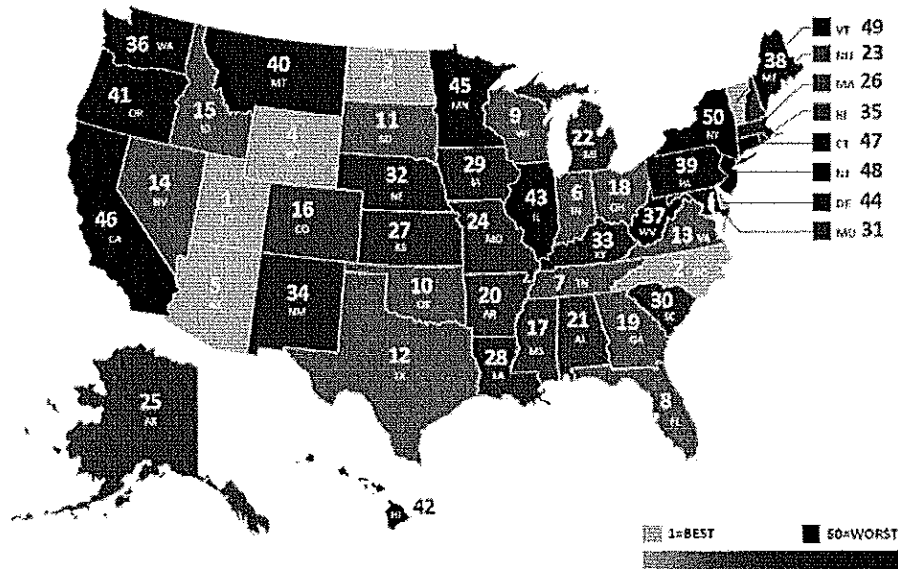 36 WA
40 MT
3
45 MN
38 ME
VT 49
NH 23
MA 26
RI 35
CT 47
NJ 48
DE 44
MD 31
41 OR
15 ID
4
11 SD
9 WI
22
50 NY
14 NV
1
32 NE
29
39 PA
46 CA
16 CO
27 KS
24 MO
43 IL
6 IN
18 OH
37 WV
13 VA
33 KY
5
34 NM
10 OK
20 AR
7 TN
2 NC
30 SC
12 TX
28 LA
17 MS
21 AL
19 GA
8 FL
25 AK
HI 42
1=BEST 50=WORST